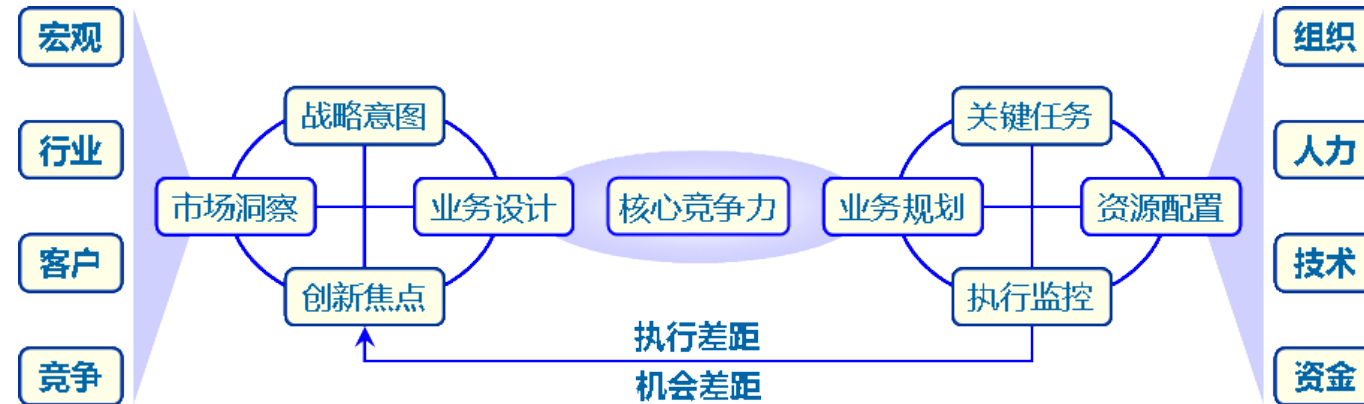 宏观
行业
客户
竞争
战略意图
市场洞察
业务设计
创新焦点
核心竞争力
关键任务
业务规划
资源配置
执行监控
执行差距
机会差距
组织
人力
技术
资金